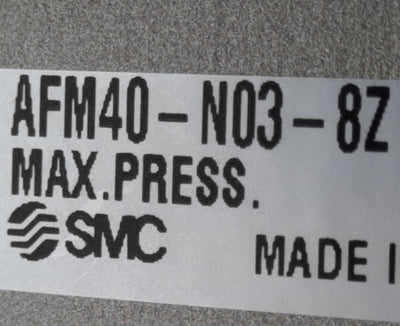 AFM40-N03-8Z
MAX.PRESS.
SMC
MADE I